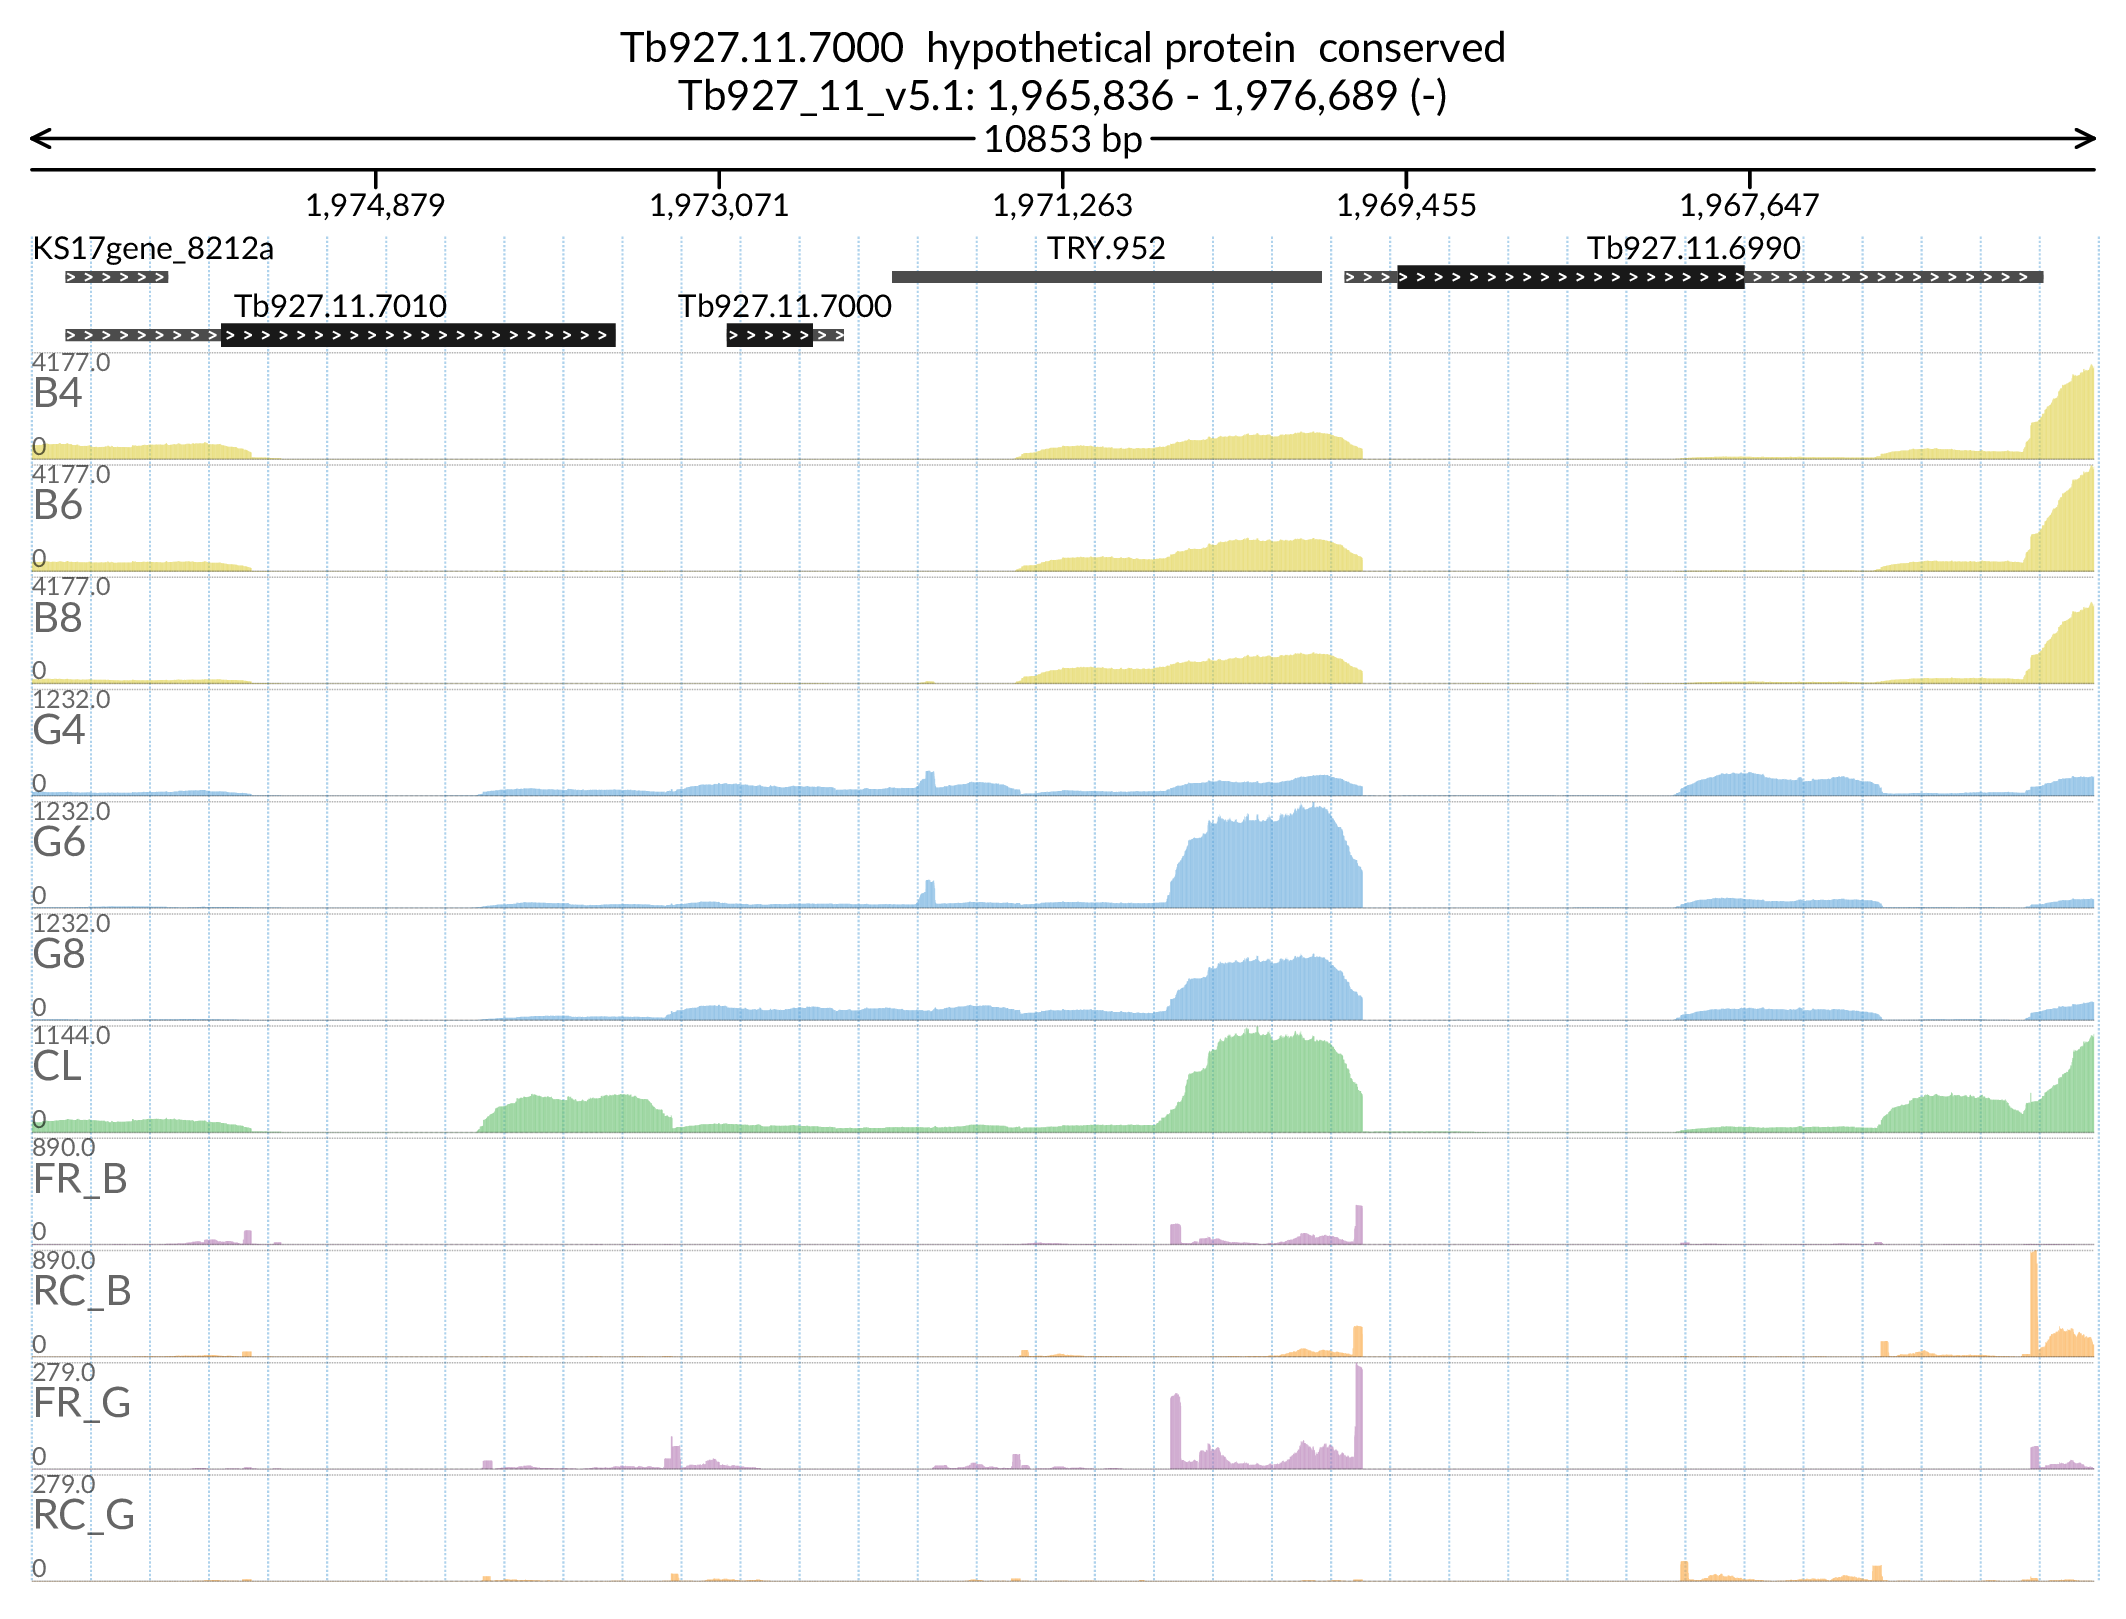 Tb927.11.7000  hypothetical protein  conserved
Tb927_11_v5.1: 1,965,836 - 1,976,689 (-)
10853 bp
1,974,879 1,973,071 1,971,263 1,969,455 1,967,647
KS17gene_8212a TRY.952 Tb927.11.6990
Tb927.11.7010 Tb927.11.7000
4177.0
B4
0
4177.0
B6
0
4177.0
B8
0
1232.0
G4
0
1232.0
G6
0
1232.0
G8
0
1144.0
CL
0
890.0
FR_B
0
890.0
RC_B
0
279.0
FR_G
0
279.0
RC_G
0